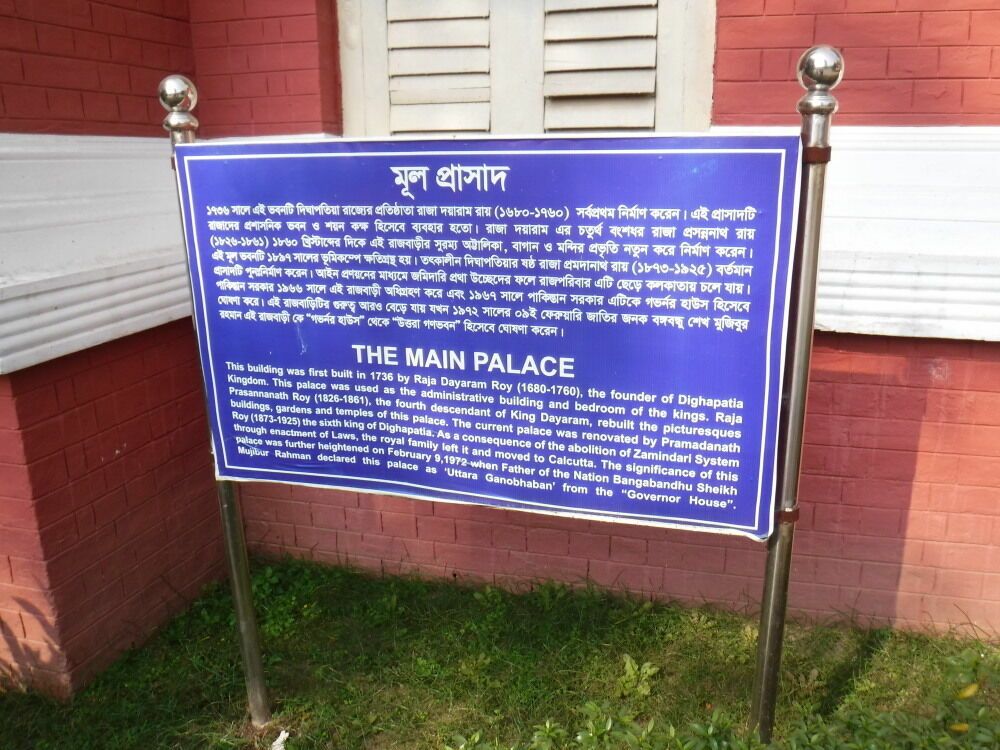 মূল প্রাসাদ
১৭৩৬ সালে এই ভবনটি দিঘাপতিয়া রাজ্যের প্রতিষ্ঠাতা রাজা দয়ারাম রায় (১৬৮০-১৭৬০) সর্বপ্রথম নির্মাণ করেন। এই প্রাসাদটি
রাজাদের প্রশাসনিক ভবন ও শয়ন কক্ষ হিসেবে ব্যবহার হতো। রাজা দয়ারাম এর চতুর্থ বংশধর রাজা প্রসন্ননাথ রায়
(১৮২৬-১৮৬১) ১৮৬০ খ্রিস্টাব্দের দিকে এই রাজবাড়ীর সুরম্য অট্টালিকা, বাগান ও মন্দির প্রভৃতি নতুন করে নির্মাণ করেন।
এই মূল ভবনটি ১৮৯৭ সালের ভূমিকম্পে ক্ষতিগ্রস্থ হয়। তৎকালীন দিঘাপতিয়ার ষষ্ঠ রাজা প্রমদানাথ রায় (১৮৭৩-১৯২৫) বর্তমান
প্রাসাদটি পুনঃনির্মাণ করেন। আইন প্রণয়নের মাধ্যমে জমিদারি প্রথা উচ্ছেদের ফলে রাজপরিবার এটি ছেড়ে কলকাতায় চলে যায়।
পাকিস্তান সরকার ১৯৬৬ সালে এই রাজবাড়ী অধিগ্রহণ করে এবং ১৯৬৭ সালে পাকিস্তান সরকার এটিকে গভর্নর হাউস হিসেবে
ঘোষণা করে। এই রাজবাড়িটির গুরুত্ব আরও বেড়ে যায় যখন ১৯৭২ সালের ০৯ই ফেব্রুয়ারি জাতির জনক বঙ্গবন্ধু শেখ মুজিবুর
রহমান এই রাজবাড়ী কে “গভর্নর হাউস” থেকে “উত্তরা গণভবন” হিসেবে ঘোষণা করেন।
THE MAIN PALACE
This building was first built in 1736 by Raja Dayaram Roy (1680-1760), the founder of Dighapatia
Kingdom. This palace was used as the administrative building and bedroom of the kings. Raja
Prasannanath Roy (1826-1861), the fourth descendant of King Dayaram, rebuilt the picturesques
buildings, gardens and temples of this palace. The current palace was renovated by Pramadanath
Roy (1873-1925) the sixth king of Dighapatia. As a consequence of the abolition of Zamindari System
through enactment of Laws, the royal family left it and moved to Calcutta. The significance of this
palace was further heightened on February 9,1972 when Father of the Nation Bangabandhu Sheikh
Mujibur Rahman declared this palace as 'Uttara Ganobhaban' from the “Governor House”.